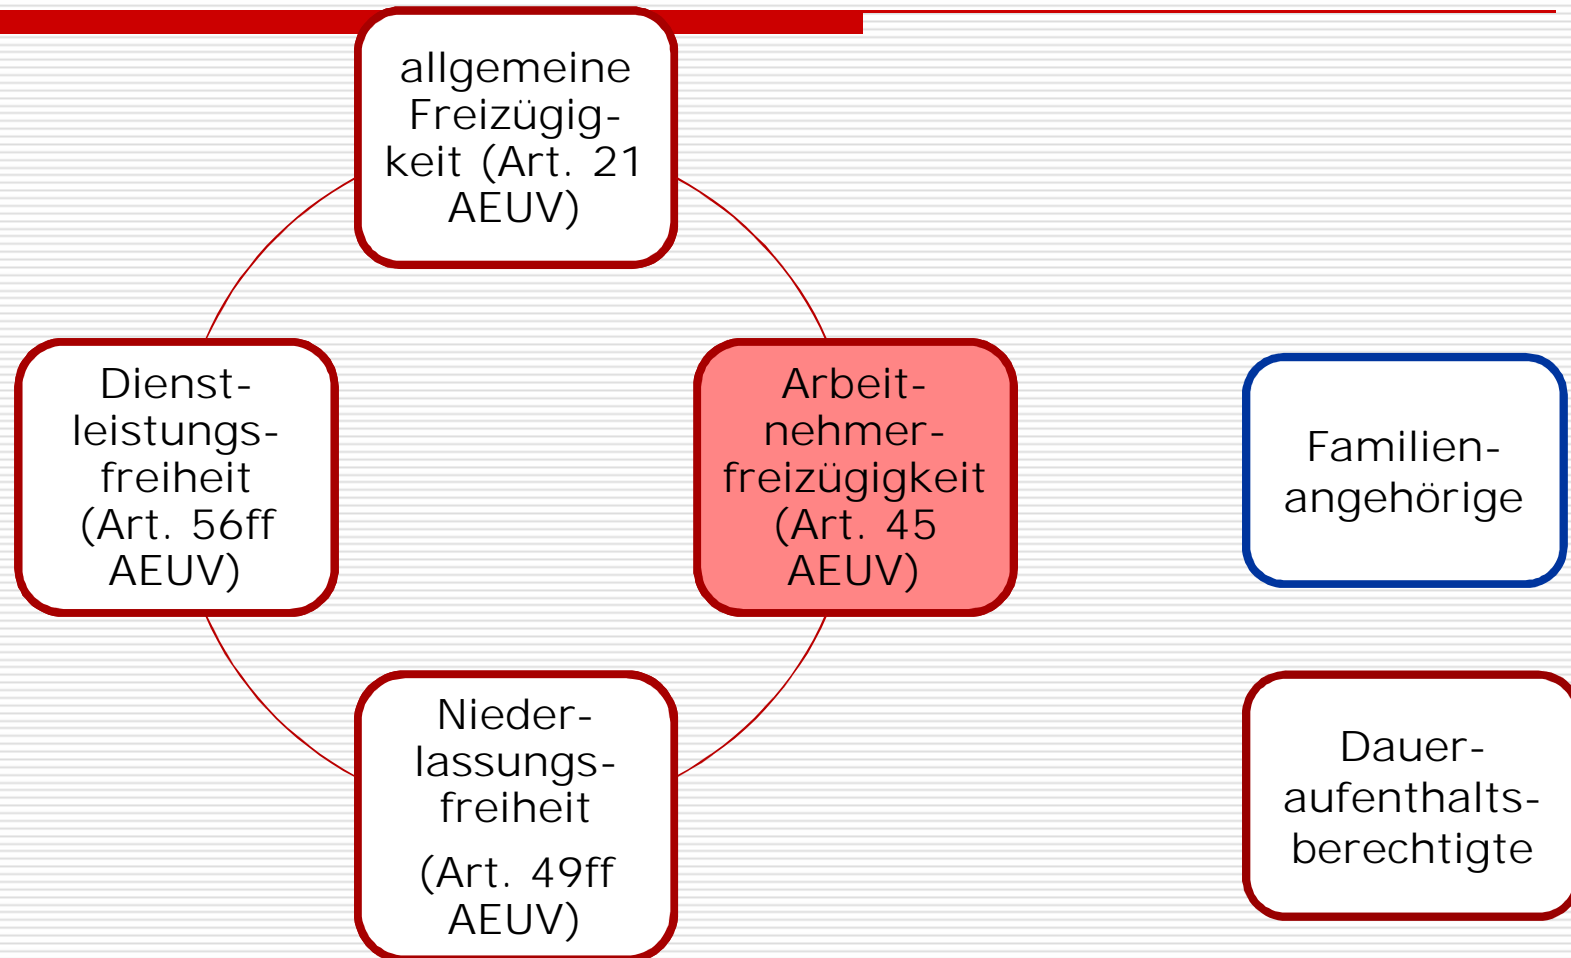 allgemeine
Freizügig-
keit (Art. 21
AEUV)
Dienst-
leistungs-
freiheit
(Art. 56ff
AEUV)
Arbeit-
nehmer-
freizügigkeit
(Art. 45
AEUV)
Nieder-
lassungs-
freiheit
(Art. 49ff
AEUV)
Familien-
angehörige
Dauer-
aufenthalts-
berechtigte